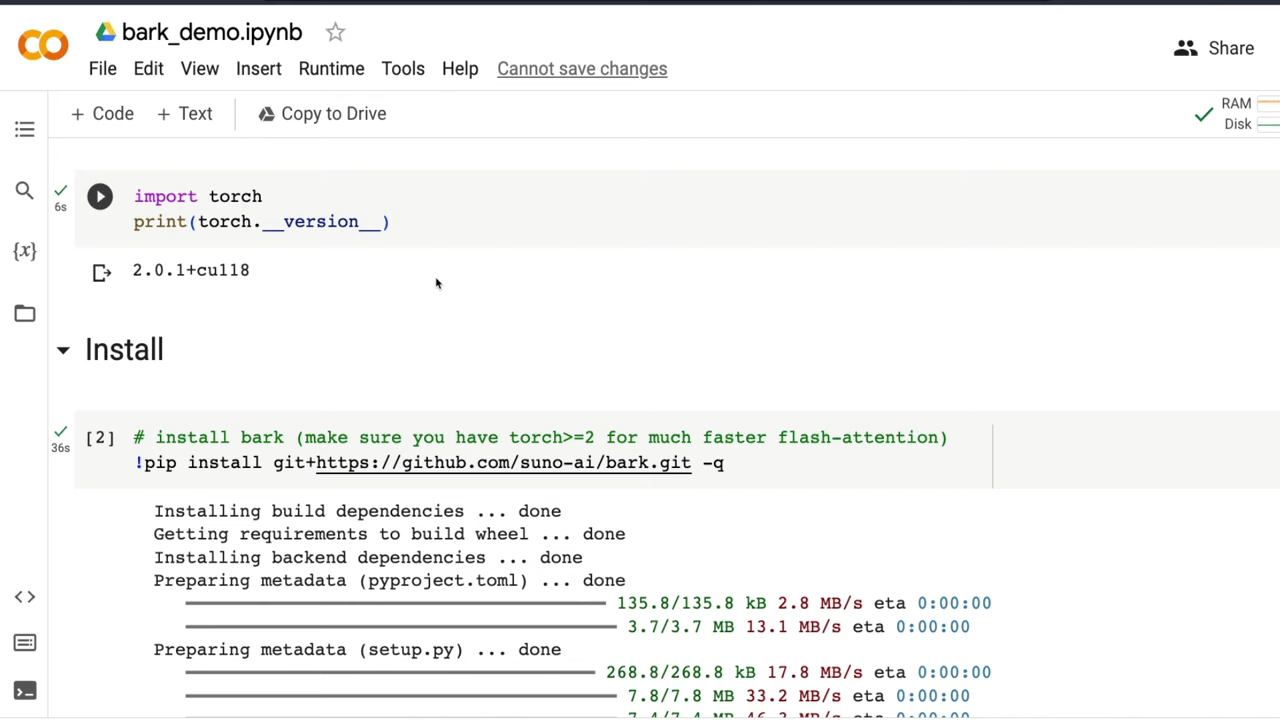 bark_demo.ipynb
File Edit View Insert Runtime Tools Help Cannot save changes
Share
+ Code + Text Copy to Drive
RAM
Disk
6s
import torch
print(torch.__version__)
2.0.1+cu118
{x}
Install
36s
[2] # install bark (make sure you have torch>=2 for much faster flash-attention)
!pip install git+https://github.com/suno-ai/bark.git -q
Installing build dependencies ... done
Getting requirements to build wheel ... done
Installing backend dependencies ... done
Preparing metadata (pyproject.toml) ... done
135.8/135.8 kB 2.8 MB/s eta 0:00:00
3.7/3.7 MB 13.1 MB/s eta 0:00:00
Preparing metadata (setup.py) ... done
268.8/268.8 kB 17.8 MB/s eta 0:00:00
7.8/7.8 MB 33.2 MB/s eta 0:00:00